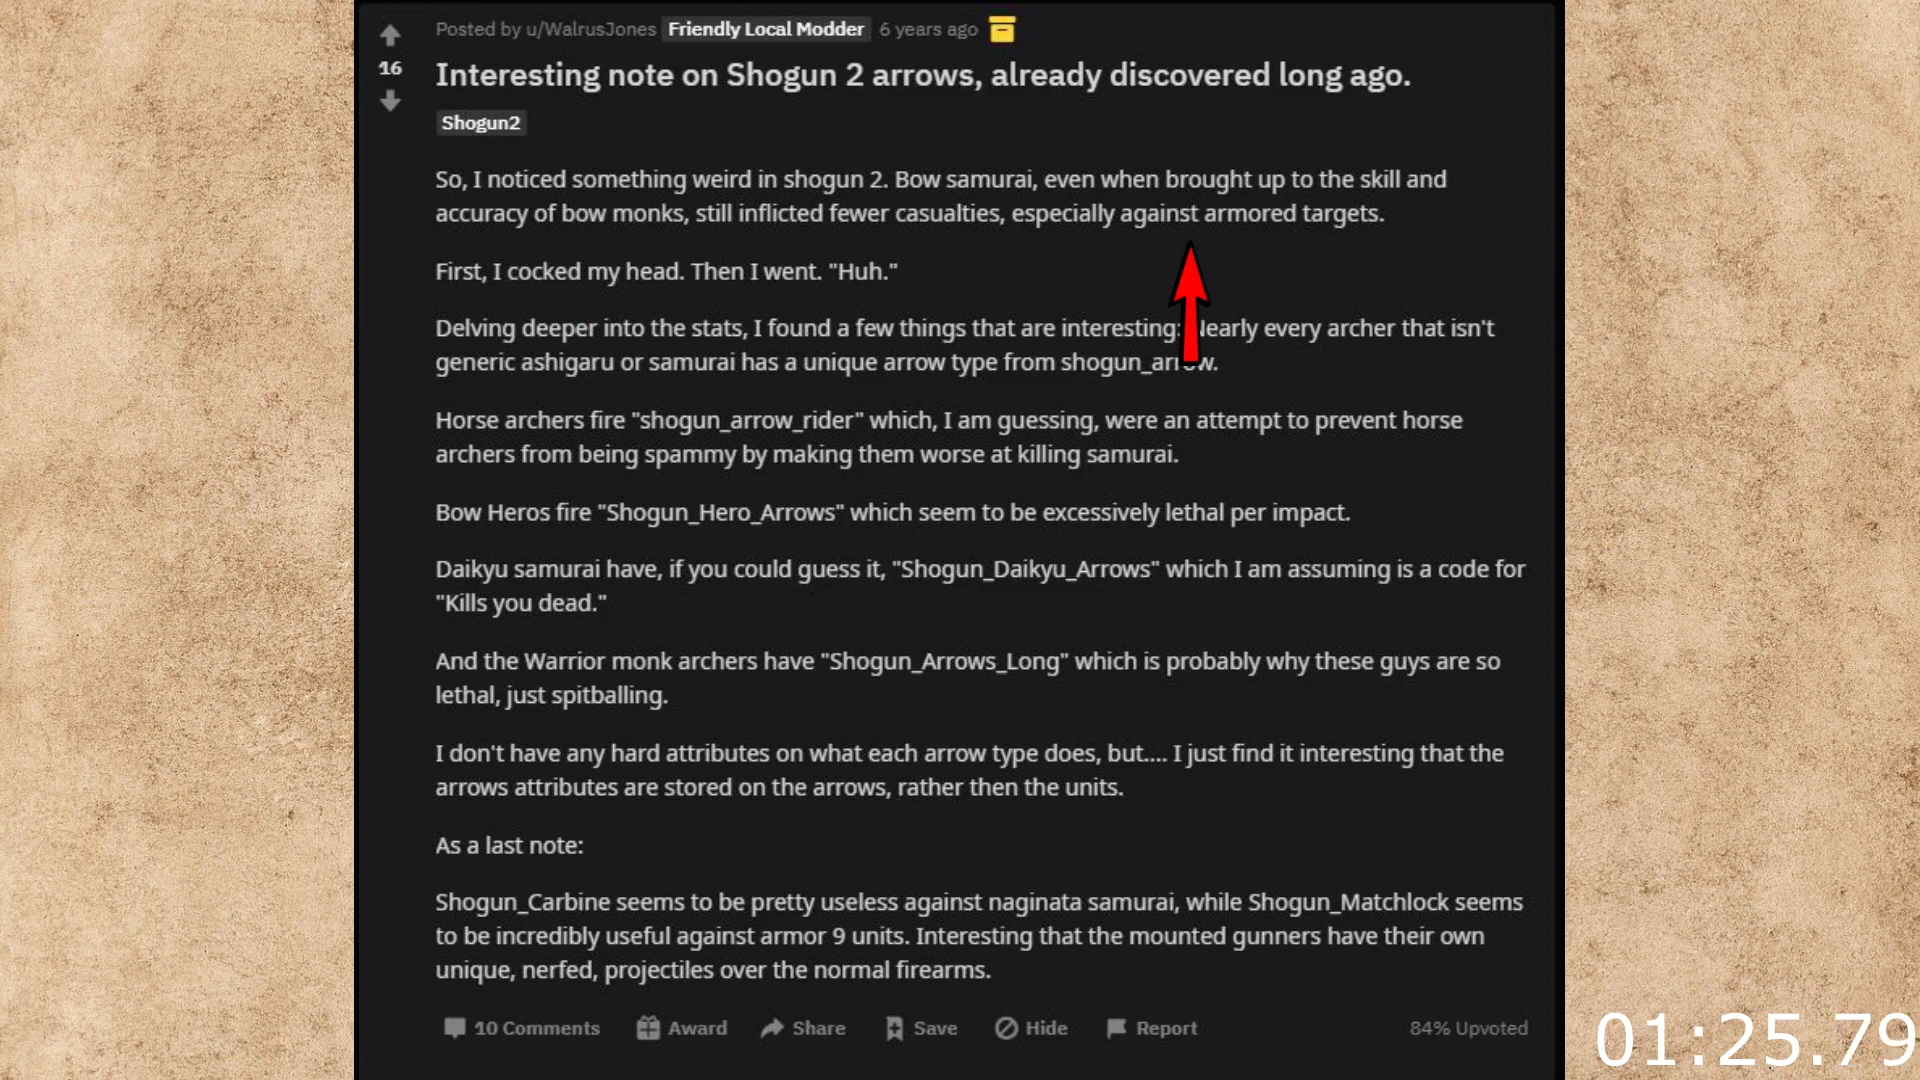 Posted by u/WalrusJones Friendly Local Modder 6 years ago
16
Interesting note on Shogun 2 arrows, already discovered long ago.
Shogun2
So, I noticed something weird in shogun 2. Bow samurai, even when brought up to the skill and
accuracy of bow monks, still inflicted fewer casualties, especially against armored targets.
First, I cocked my head. Then I went. "Huh."
Delving deeper into the stats, I found a few things that are interesting: Nearly every archer that isn't
generic ashigaru or samurai has a unique arrow type from shogun_arrow.
Horse archers fire "shogun_arrow_rider" which, I am guessing, were an attempt to prevent horse
archers from being spammy by making them worse at killing samurai.
Bow Heros fire "Shogun_Hero_Arrows" which seem to be excessively lethal per impact.
Daikyu samurai have, if you could guess it, "Shogun_Daikyu_Arrows" which I am assuming is a code for
"Kills you dead."
And the Warrior monk archers have "Shogun_Arrows_Long" which is probably why these guys are so
lethal, just spitballing.
I don't have any hard attributes on what each arrow type does, but.... I just find it interesting that the
arrows attributes are stored on the arrows, rather then the units.
As a last note:
Shogun_Carbine seems to be pretty useless against naginata samurai, while Shogun_Matchlock seems
to be incredibly useful against armor 9 units. Interesting that the mounted gunners have their own
unique, nerfed, projectiles over the normal firearms.
10 Comments Award Share Save Hide Report 84% Upvoted
01:25.79